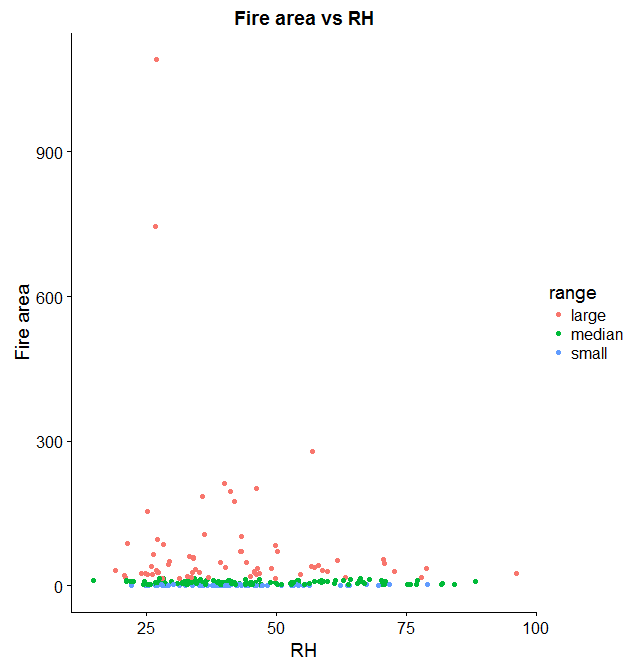 Fire area vs RH
900
600
300
0
Fire area
25
50
75
100
RH
range
large
median
small